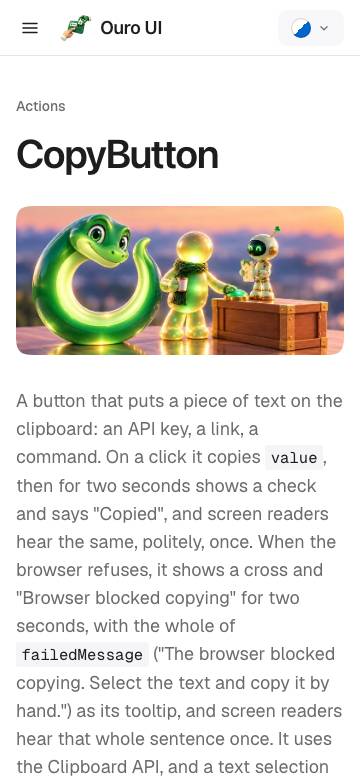 Ouro UI
Actions
CopyButton
A button that puts a piece of text on the
clipboard: an API key, a link, a
command. On a click it copies value,
then for two seconds shows a check
and says "Copied", and screen readers
hear the same, politely, once. When the
browser refuses, it shows a cross and
"Browser blocked copying" for two
seconds, with the whole of
failedMessage ("The browser blocked
copying. Select the text and copy it by
hand.") as its tooltip, and screen readers
hear that whole sentence once. It uses
the Clipboard API, and a text selection